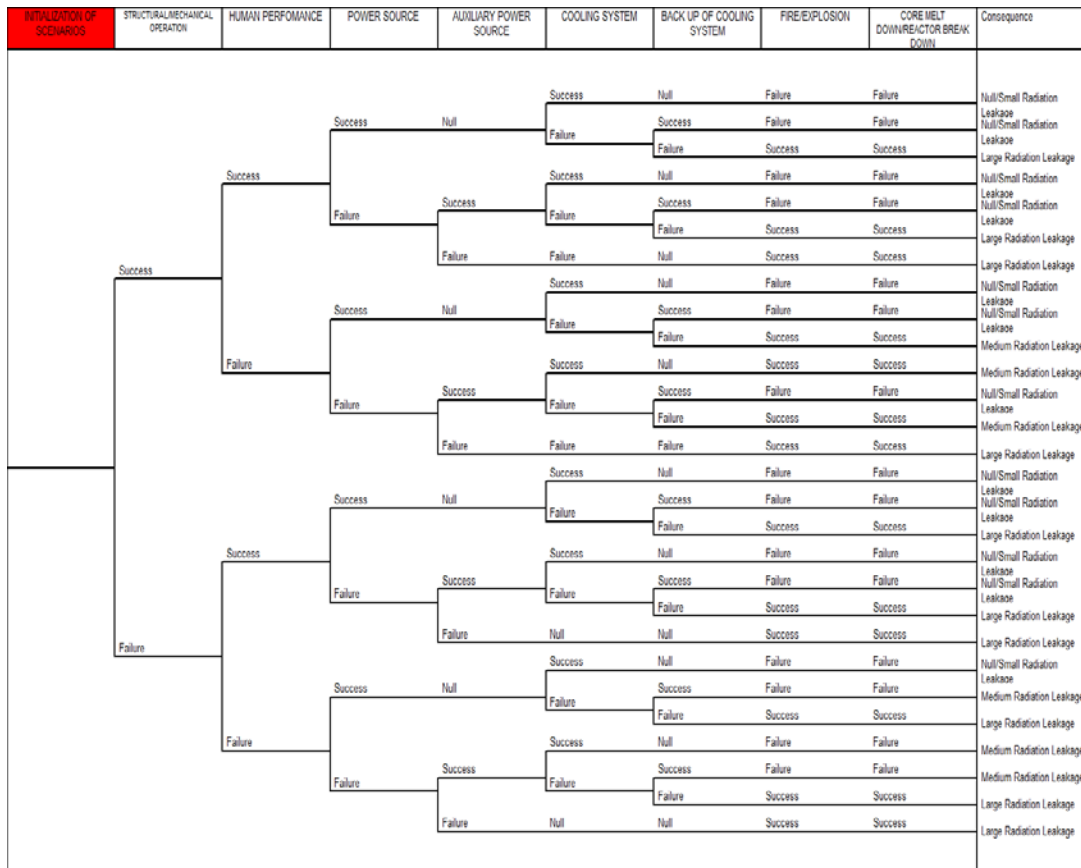 INITIALIZATION OF
SCENARIOS
STRUCTURAL/MECHANICAL
OPERATION
HUMAN PERFOMANCE
POWER SOURCE
AUXILIARY POWER
SOURCE
COOLING SYSTEM
BACK UP OF COOLING
SYSTEM
FIRE/EXPLOSION
CORE MELT
DOWN/REACTOR BREAK
DOWN
Consequence
Success Null Failure Failure Null/Small Radiation
Leakage
Success Null Success Failure Failure Null/Small Radiation
Failure Leakage
Failure Success Success Large Radiation Leakage
Success Success Null Failure Failure Null/Small Radiation
Leakage
Success Success Failure Failure Null/Small Radiation
Failure Failure Leakage
Failure Success Success Large Radiation Leakage
Failure Failure Null Success Success Large Radiation Leakage
Success
Success Null Failure Failure Null/Small Radiation
Leakage
Success Null Success Failure Failure Null/Small Radiation
Failure Leakage
Failure Success Success Medium Radiation Leakage
Failure Success Null Success Success Medium Radiation Leakage
Success Success Failure Failure Null/Small Radiation
Failure Failure Leakage
Failure Success Success Medium Radiation Leakage
Failure Failure Failure Success Success Large Radiation Leakage
Success Null Failure Failure Null/Small Radiation
Leakage
Success Null Success Failure Failure Null/Small Radiation
Failure Leakage
Failure Success Success Large Radiation Leakage
Success Success Null Failure Failure Null/Small Radiation
Leakage
Success Success Failure Failure Null/Small Radiation
Failure Failure Leakage
Failure Success Success Large Radiation Leakage
Failure Null Null Success Success Large Radiation Leakage
Failure
Success Null Failure Failure Null/Small Radiation
Leakage
Success Null Success Failure Failure Medium Radiation Leakage
Failure
Failure Success Success Large Radiation Leakage
Failure Success Null Failure Failure Medium Radiation Leakage
Success Success Failure Failure Medium Radiation Leakage
Failure Failure
Failure Success Success Large Radiation Leakage
Failure Null Null Success Success Large Radiation Leakage